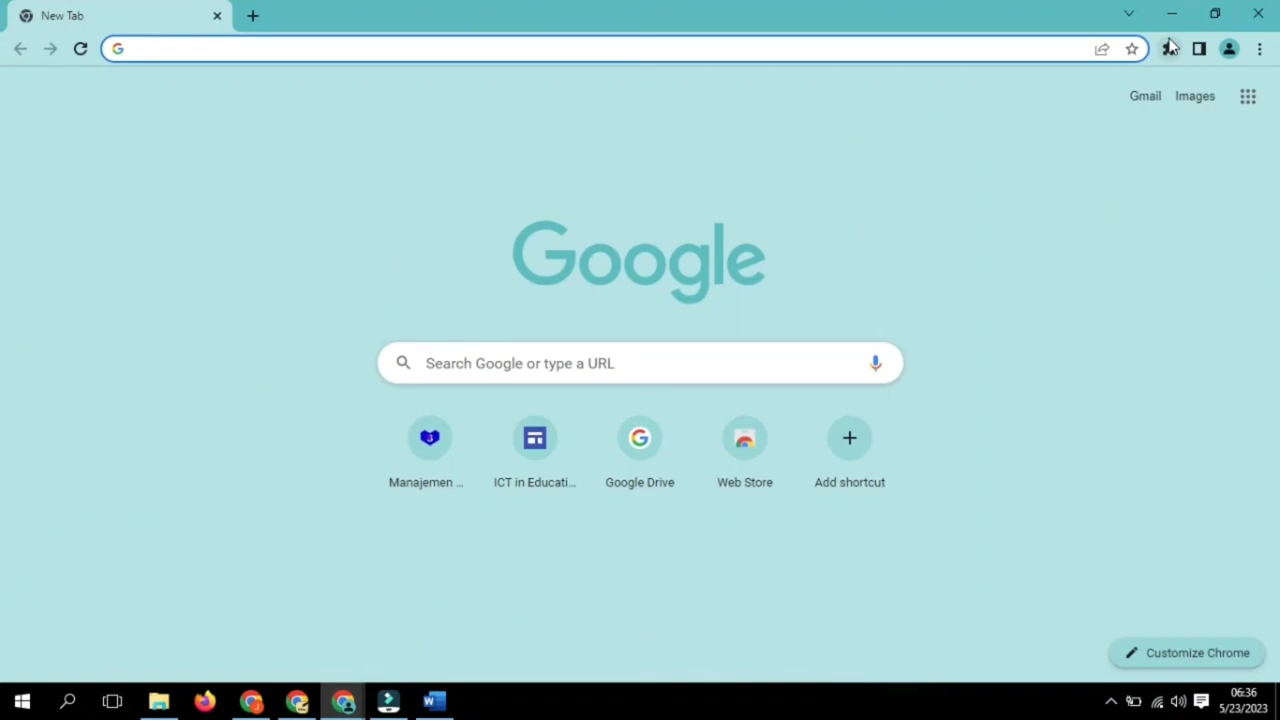 New Tab
Gmail Images
Google
Search Google or type a URL
Manajemen ...
ICT in Educati...
Google Drive
Web Store
Add shortcut
Customize Chrome
06:36
5/23/2023